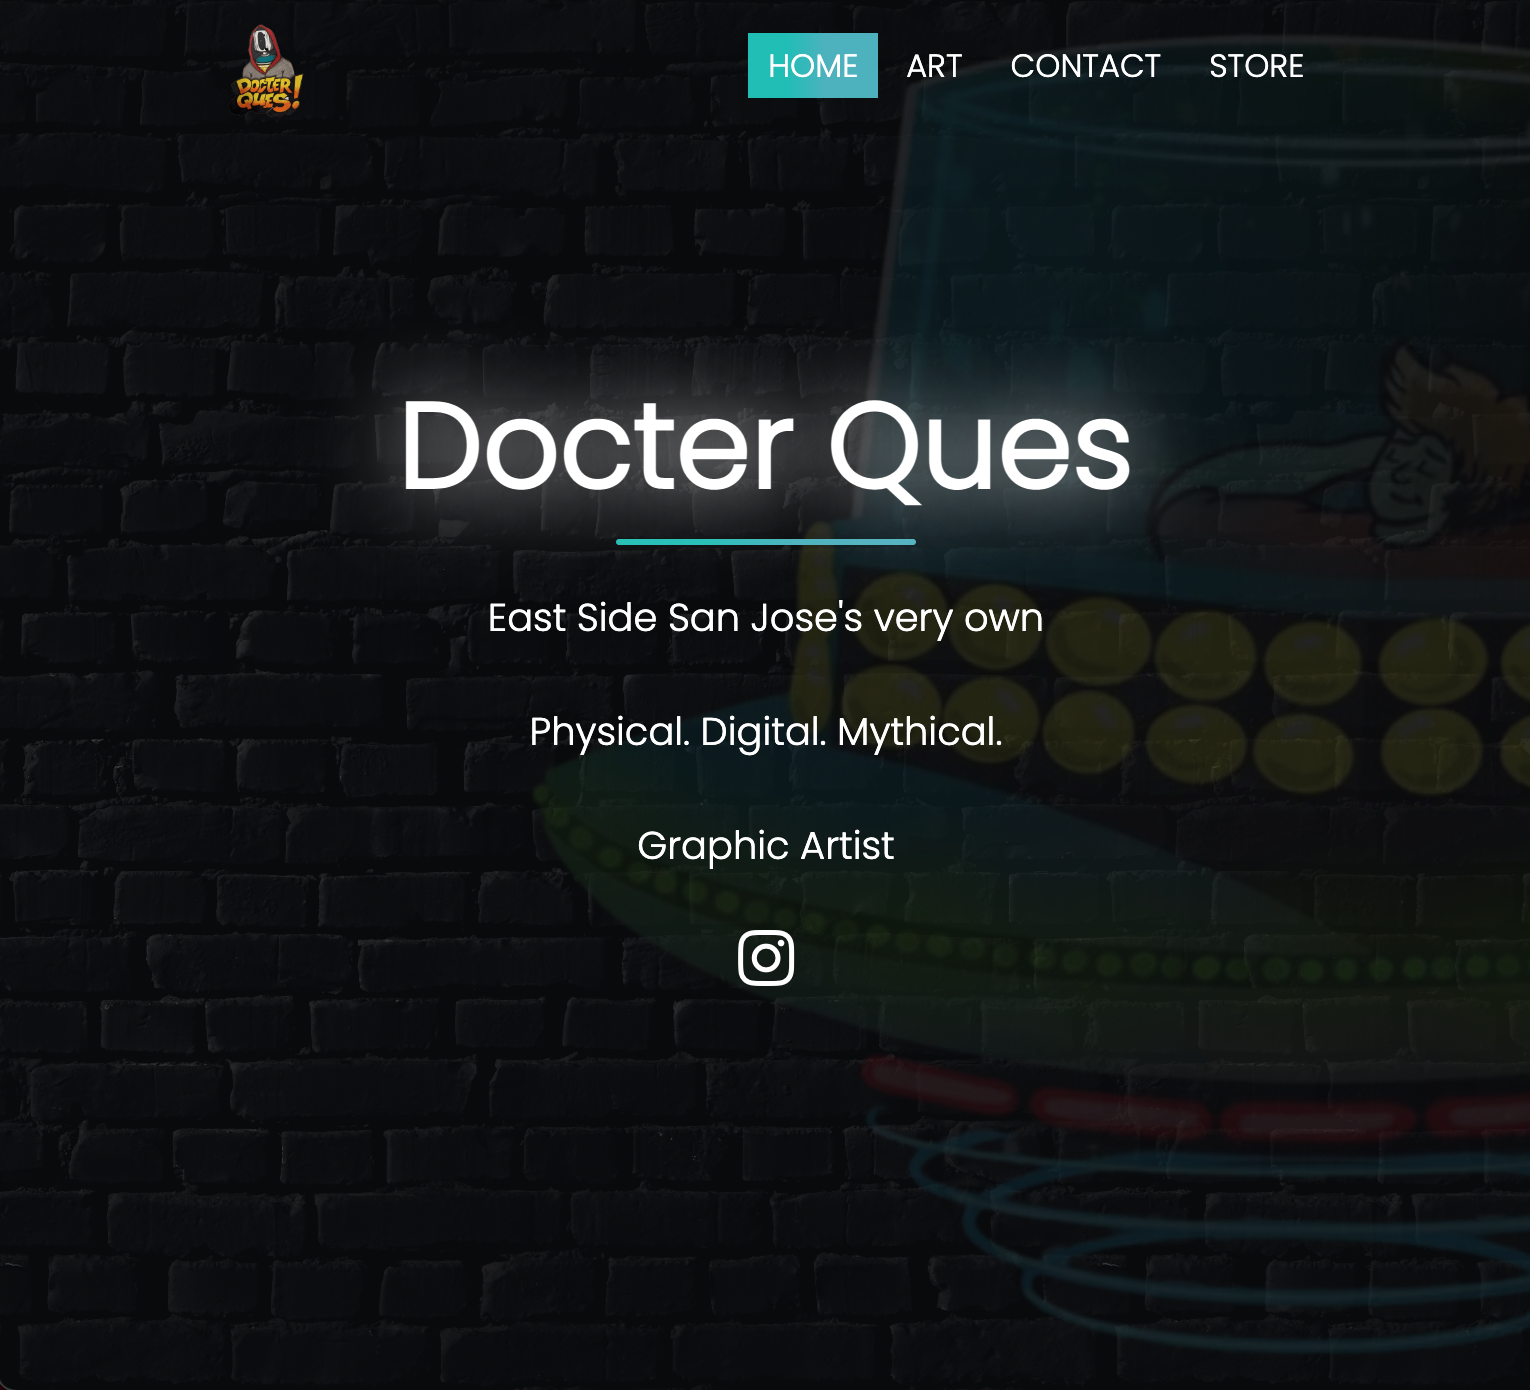 DOCTER
QUES!
HOME ART CONTACT STORE
Docter Ques
East Side San Jose's very own
Physical. Digital. Mythical.
Graphic Artist